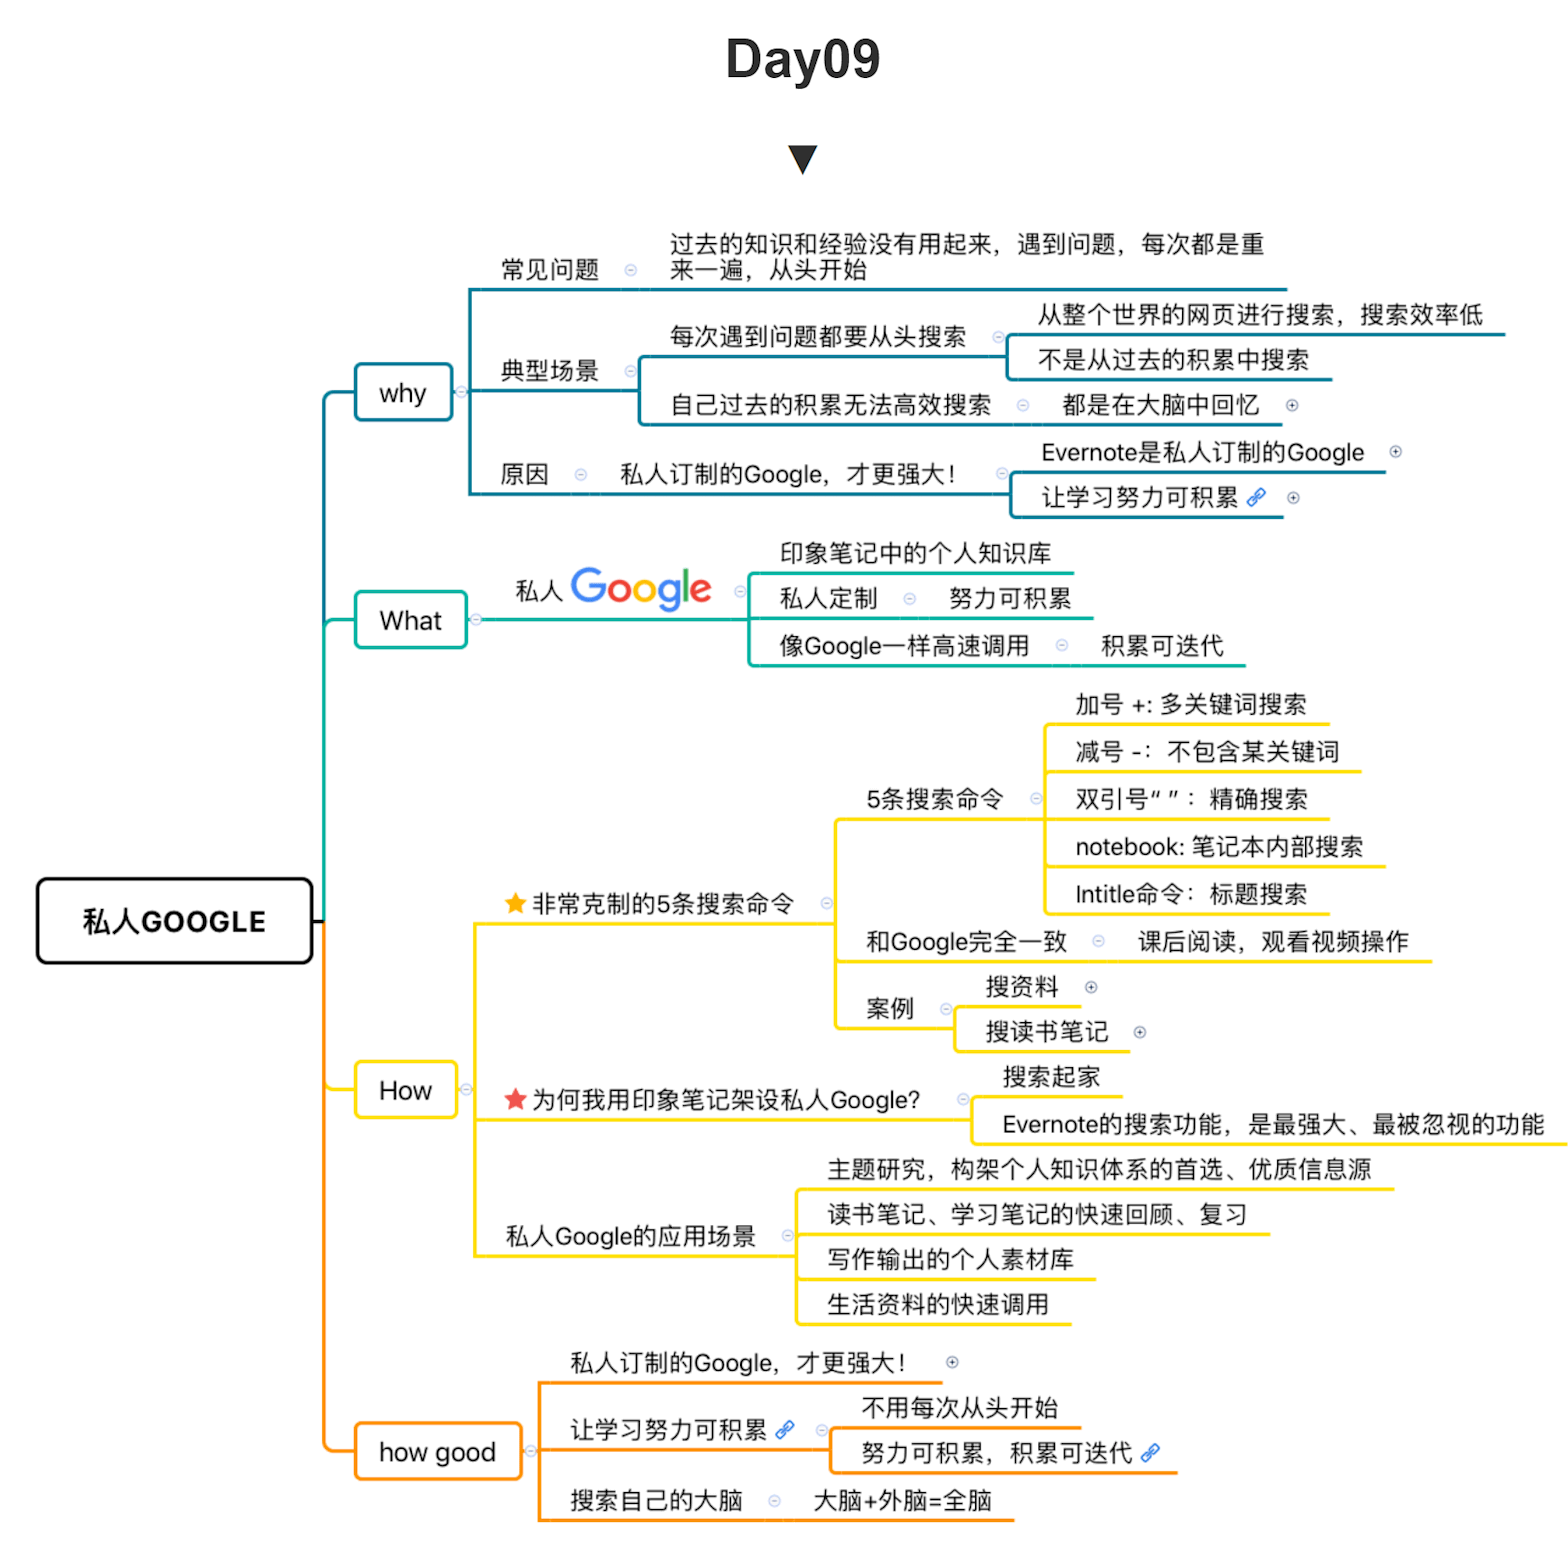 Day09
▼
过去的知识和经验没有用起来，遇到问题，每次都是重
来一遍，从头开始
常见问题
从整个世界的网页进行搜索，搜索效率低
每次遇到问题都要从头搜索
不是从过去的积累中搜索
典型场景
自己过去的积累无法高效搜索
都是在大脑中回忆
why
Evernote是私人订制的Google
原因
私人订制的Google，才更强大！
让学习努力可积累
印象笔记中的个人知识库
私人 Google
私人定制
努力可积累
What
像Google一样高速调用
积累可迭代
加号 +: 多关键词搜索
减号 -：不包含某关键词
5条搜索命令
双引号“ ”：精确搜索
notebook: 笔记本内部搜索
Intitle命令：标题搜索
非常克制的5条搜索命令
和Google完全一致
课后阅读，观看视频操作
搜资料
案例
搜读书笔记
私人GOOGLE
How
搜索起家
为何我用印象笔记架设私人Google？
Evernote的搜索功能，是最强大、最被忽视的功能
主题研究，构架个人知识体系的首选、优质信息源
读书笔记、学习笔记的快速回顾、复习
私人Google的应用场景
写作输出的个人素材库
生活资料的快速调用
私人订制的Google，才更强大！
不用每次从头开始
让学习努力可积累
努力可积累，积累可迭代
how good
搜索自己的大脑
大脑+外脑=全脑